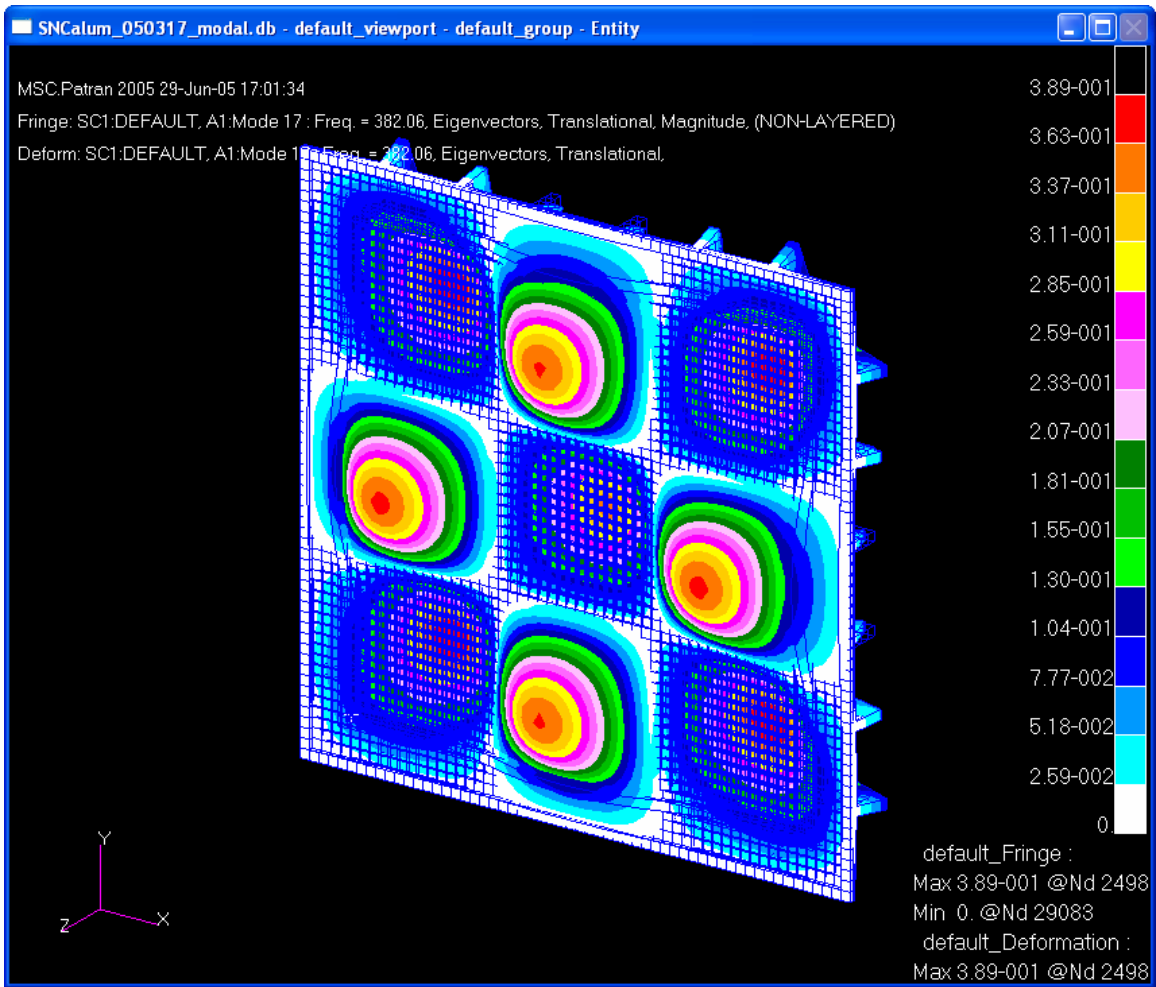 SNCalum_050317_modal.db - default_viewport - default_group - Entity
MSC.Patran 2005 29-Jun-05 17:01:34
Fringe: SC1:DEFAULT, A1:Mode 17 : Freq. = 382.06, Eigenvectors, Translational, Magnitude, (NON-LAYERED)
Deform: SC1:DEFAULT, A1:Mode 1 Freq. = 382.06, Eigenvectors, Translational,
3.89-001
3.63-001
3.37-001
3.11-001
2.85-001
2.59-001
2.33-001
2.07-001
1.81-001
1.55-001
1.30-001
1.04-001
7.77-002
5.18-002
2.59-002
0.
default_Fringe :
Max 3.89-001 @Nd 2498
Min 0. @Nd 29083
default_Deformation :
Max 3.89-001 @Nd 2498
Y
Z
X